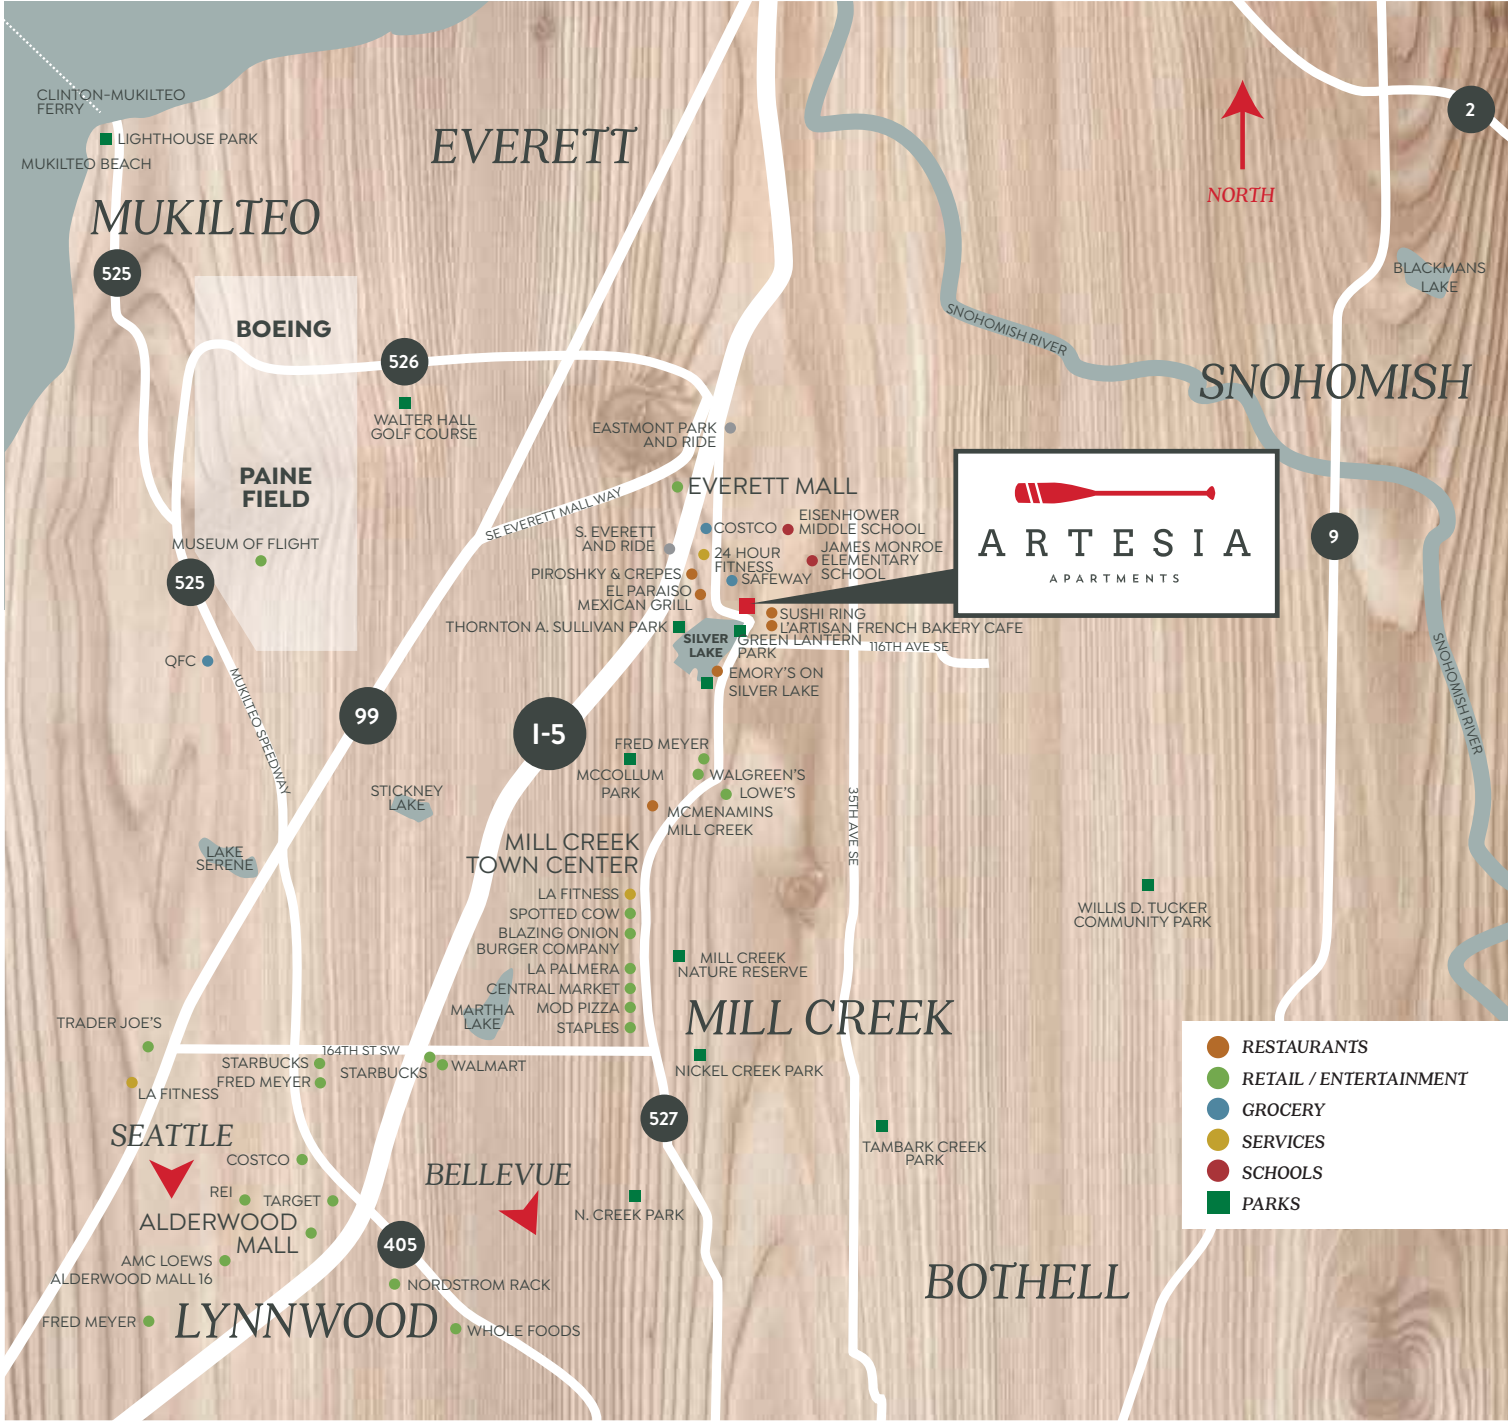 CLINTON-MUKILTEO
FERRY
LIGHTHOUSE PARK
MUKILTEO BEACH
MUKILTEO
EVERETT
NORTH
2
525
BLACKMANS
LAKE
BOEING
526
WALTER HALL
GOLF COURSE
SNOHOMISH RIVER
SNOHOMISH
EASTMONT PARK
AND RIDE
PAINE
FIELD
EVERETT MALL
SE EVERETT MALL WAY
MUSEUM OF FLIGHT
525
S. EVERETT
AND RIDE
COSTCO
EISENHOWER
MIDDLE SCHOOL
24 HOUR
FITNESS
JAMES MONROE
ELEMENTARY
SCHOOL
PIROSHKY & CREPES
SAFEWAY
EL PARAISO
MEXICAN GRILL
ARTESIA
APARTMENTS
9
SUSHI RING
L'ARTISAN FRENCH BAKERY CAFE
THORNTON A. SULLIVAN PARK
SILVER
LAKE
GREEN LANTERN
PARK
116TH AVE SE
EMORY'S ON
SILVER LAKE
SNOHOMISH RIVER
QFC
MUKILTEO SPEEDWAY
99
I-5
FRED MEYER
MCCOLLUM
PARK
WALGREEN'S
LOWE'S
MCMENAMINS
MILL CREEK
35TH AVE SE
STICKNEY
LAKE
LAKE
SERENE
MILL CREEK
TOWN CENTER
LA FITNESS
SPOTTED COW
BLAZING ONION
BURGER COMPANY
LA PALMERA
CENTRAL MARKET
MOD PIZZA
STAPLES
MARTHA
LAKE
MILL CREEK
NATURE RESERVE
MILL CREEK
WILLIS D. TUCKER
COMMUNITY PARK
TRADER JOE'S
164TH ST SW
STARBUCKS
FRED MEYER
STARBUCKS
WALMART
LA FITNESS
NICKEL CREEK PARK
527
TAMBARK CREEK
PARK
SEATTLE
COSTCO
REI
TARGET
ALDERWOOD
MALL
AMC LOEWS
ALDERWOOD MALL 16
BELLEVUE
N. CREEK PARK
405
NORDSTROM RACK
FRED MEYER
LYNNWOOD
WHOLE FOODS
BOTHELL
RESTAURANTS
RETAIL / ENTERTAINMENT
GROCERY
SERVICES
SCHOOLS
PARKS